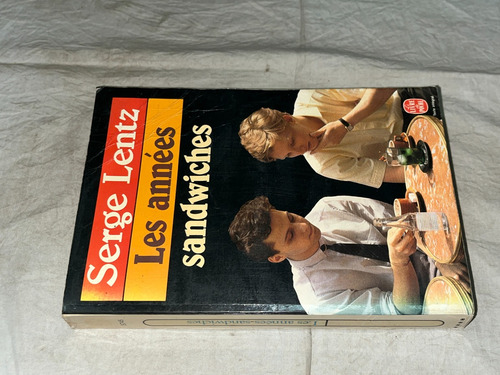 Serge Lentz
Les années
sandwiches
Les années-sandwiches